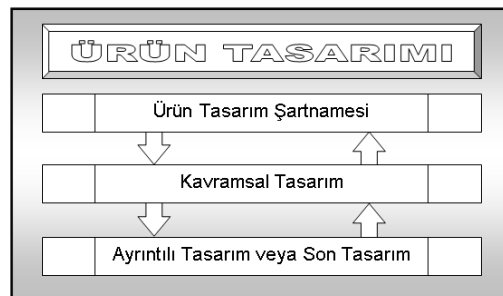 ÜRÜN TASARIMI
Ürün Tasarım Şartnamesi
Kavramsal Tasarım
Ayrıntılı Tasarım veya Son Tasarım